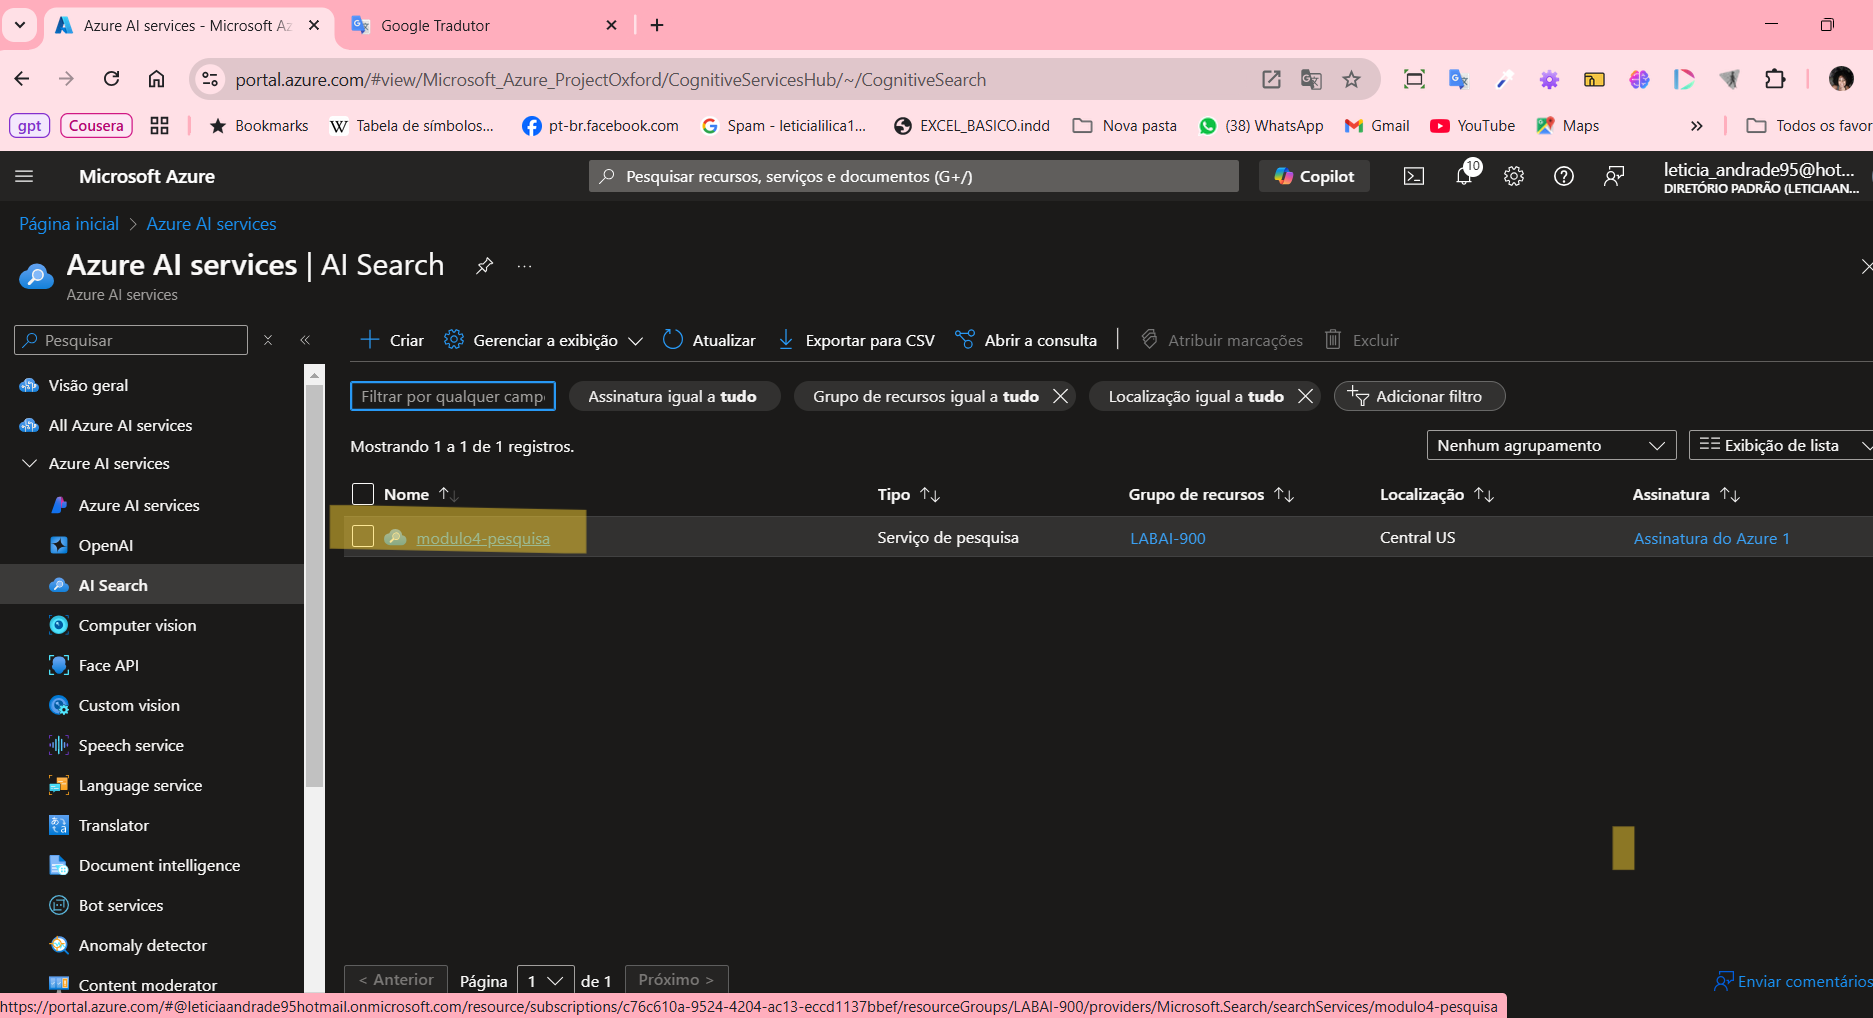 Azure AI services - Microsoft Az
Google Tradutor
portal.azure.com/#view/Microsoft_Azure_ProjectOxford/CognitiveServicesHub/~/CognitiveSearch
gpt
Cousera
Bookmarks
Tabela de símbolos...
pt-br.facebook.com
Spam - leticialilica1...
EXCEL_BASICO.indd
Nova pasta
(38) WhatsApp
Gmail
YouTube
Maps
Todos os favor
Microsoft Azure
Pesquisar recursos, serviços e documentos (G+/)
Copilot
10
leticia_andrade95@hot...
DIRETÓRIO PADRÃO (LETICIAAN...
Página inicial > Azure AI services
Azure AI services | AI Search
Azure AI services
Pesquisar
Criar
Gerenciar a exibição
Atualizar
Exportar para CSV
Abrir a consulta
Atribuir marcações
Excluir
Visão geral
All Azure AI services
Azure AI services
Azure AI services
OpenAI
AI Search
Computer vision
Face API
Custom vision
Speech service
Language service
Translator
Document intelligence
Bot services
Anomaly detector
Content moderator
Filtrar por qualquer camp
Assinatura igual a tudo
Grupo de recursos igual a tudo
Localização igual a tudo
Adicionar filtro
Mostrando 1 a 1 de 1 registros.
Nenhum agrupamento
Exibição de lista
Nome
Tipo
Grupo de recursos
Localização
Assinatura
modulo4-pesquisa
Serviço de pesquisa
LABAI-900
Central US
Assinatura do Azure 1
< Anterior
Página 1 de 1
Próximo >
Enviar comentários
https://portal.azure.com/#@leticiaandrade95hotmail.onmicrosoft.com/resource/subscriptions/c76c610a-9524-4204-ac13-eccd1137bbef/resourceGroups/LABAI-900/providers/Microsoft.Search/searchServices/modulo4-pesquisa